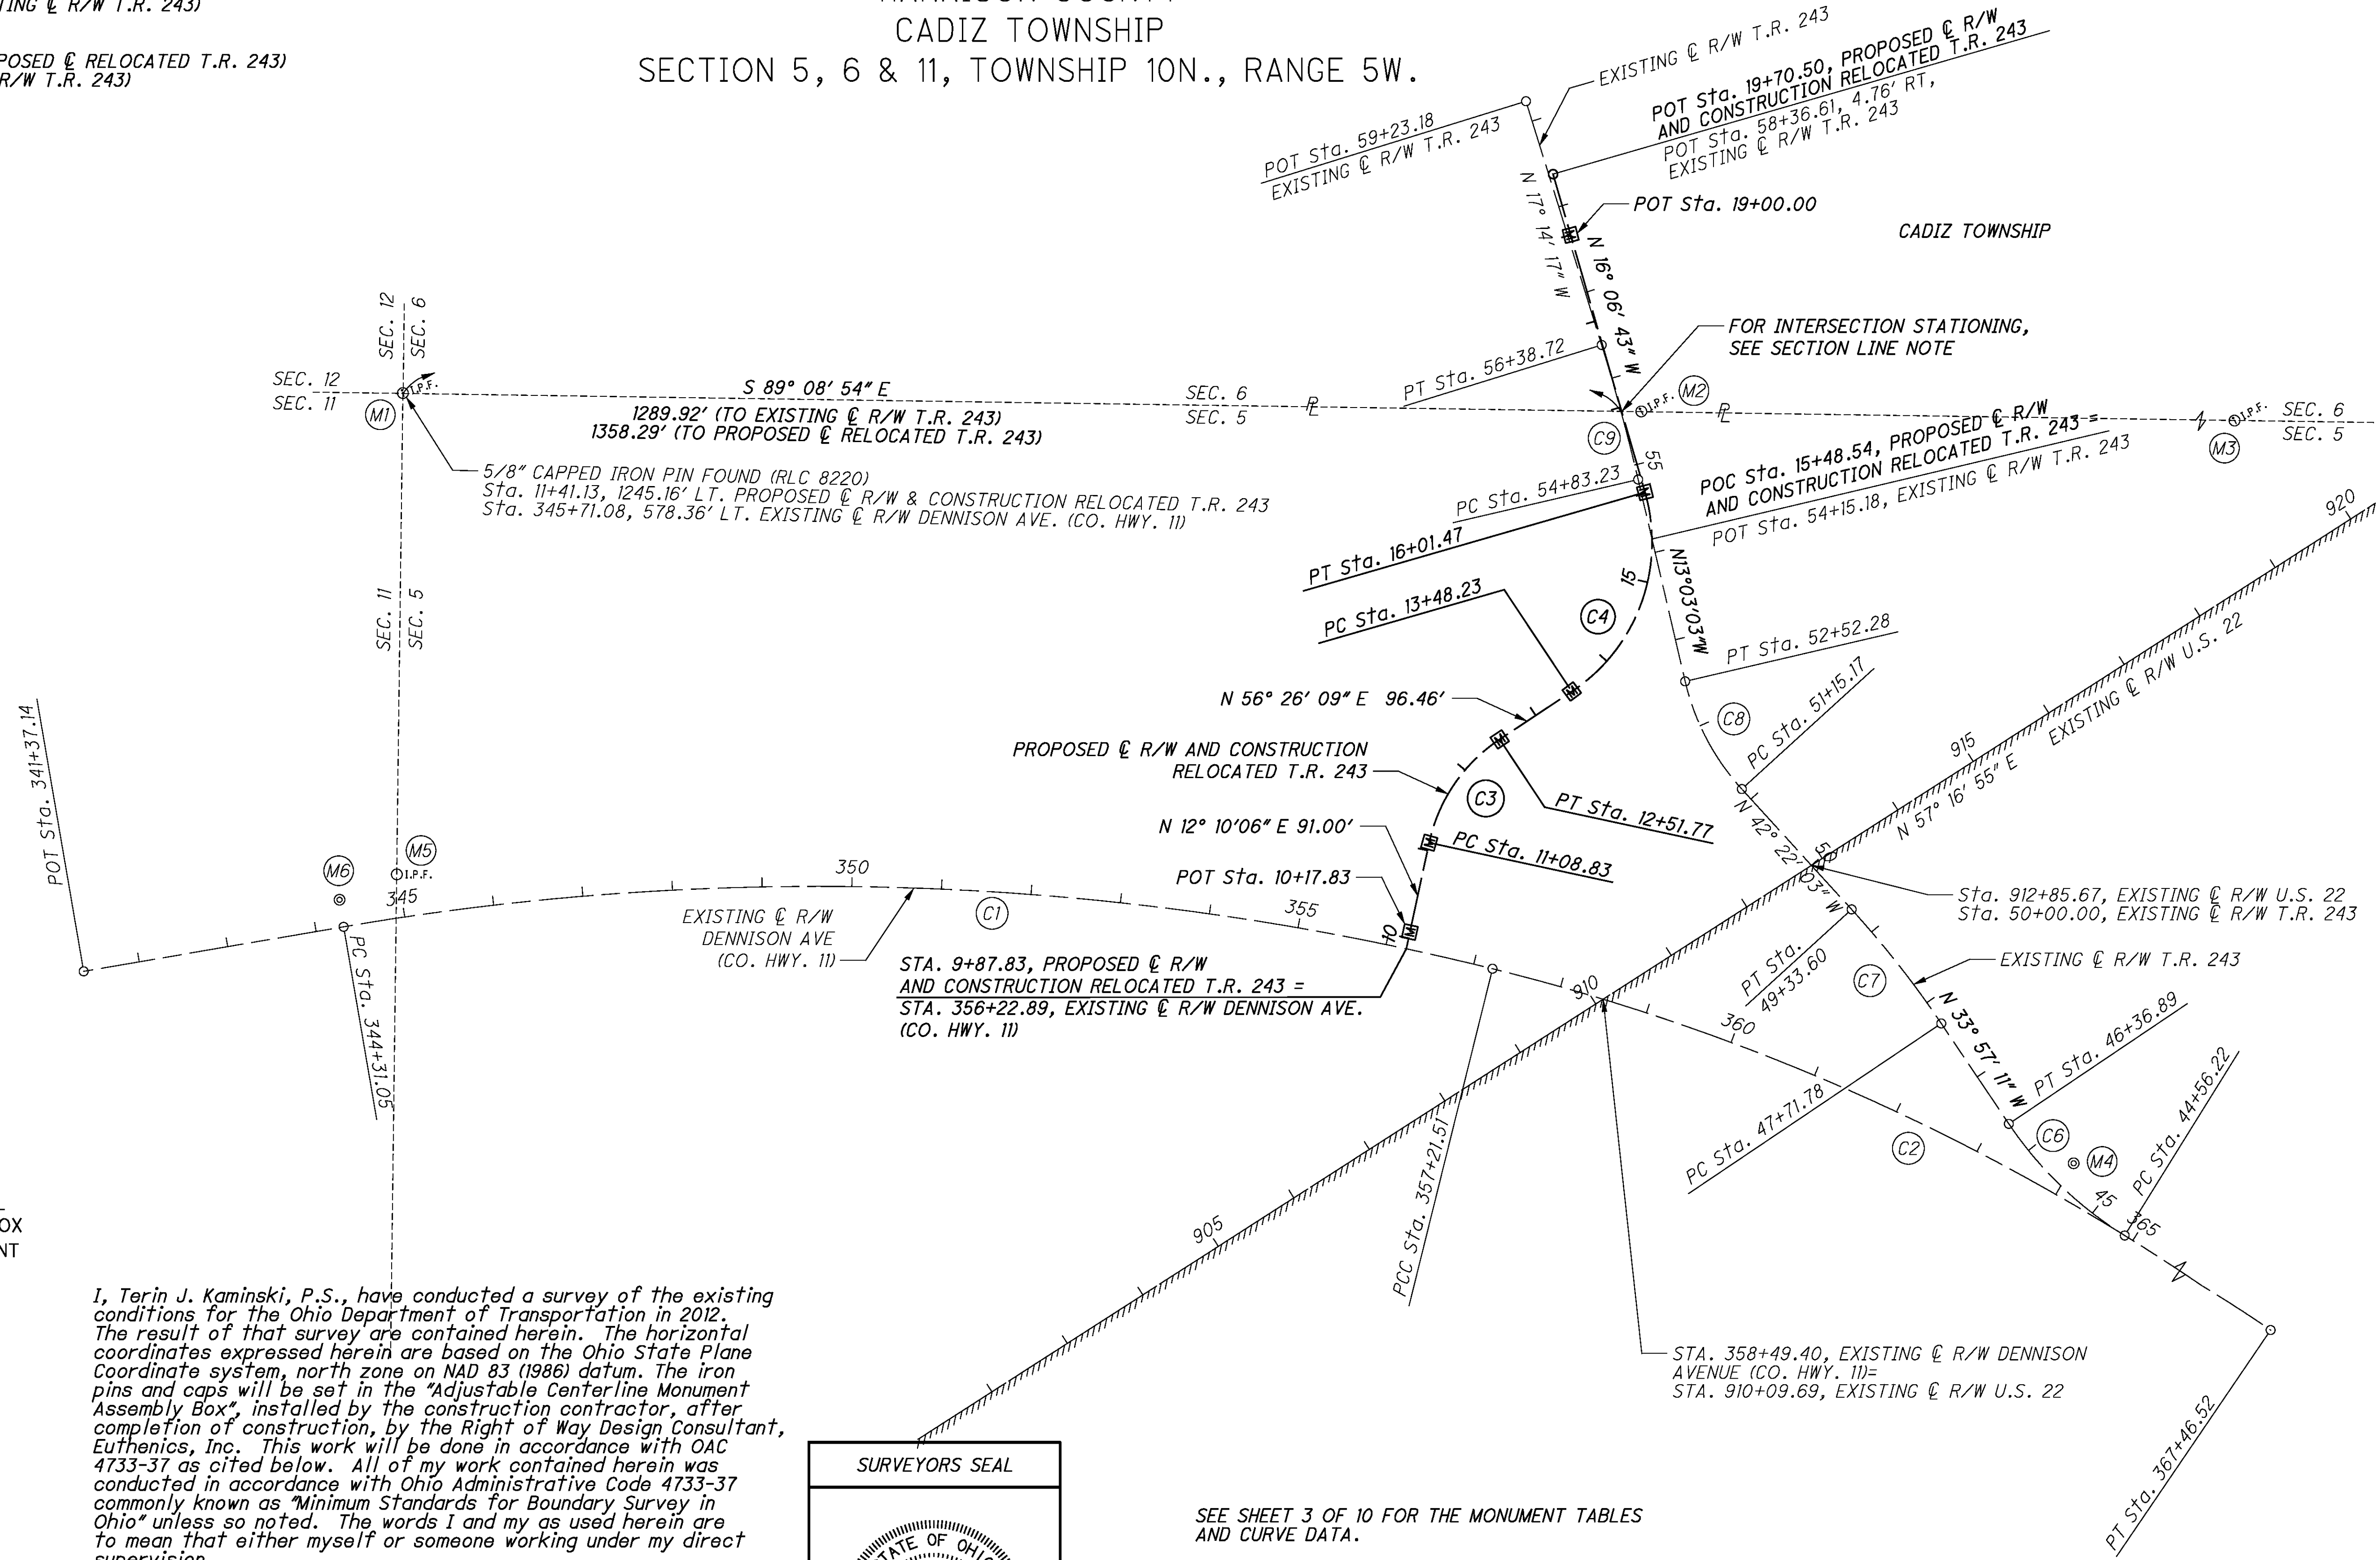 TING ℄ R/W T.R. 243)
POSED ℄ RELOCATED T.R. 243)
R/W T.R. 243)
CADIZ TOWNSHIP
SECTION 5, 6 & 11, TOWNSHIP 10N., RANGE 5W.
EXISTING ℄ R/W T.R. 243
POT Sta. 19+70.50, PROPOSED ℄ R/W
AND CONSTRUCTION RELOCATED T.R. 243
POT Sta. 58+36.61, 4.76' RT,
EXISTING ℄ R/W T.R. 243
POT Sta. 59+23.18
EXISTING ℄ R/W T.R. 243
N 17° 14' 17" W
POT Sta. 19+00.00
CADIZ TOWNSHIP
N 16° 06' 43" W
FOR INTERSECTION STATIONING,
SEE SECTION LINE NOTE
PT Sta. 56+38.72
SEC. 12
SEC. 6
SEC. 12
SEC. 11
I.P.F.
M1
S 89° 08' 54" E
1289.92' (TO EXISTING ℄ R/W T.R. 243)
1358.29' (TO PROPOSED ℄ RELOCATED T.R. 243)
SEC. 6
SEC. 5
PL
I.P.F.
M2
PL
I.P.F.
M3
SEC. 6
SEC. 5
5/8" CAPPED IRON PIN FOUND (RLC 8220)
Sta. 11+41.13, 1245.16' LT. PROPOSED ℄ R/W & CONSTRUCTION RELOCATED T.R. 243
Sta. 345+71.08, 578.36' LT. EXISTING ℄ R/W DENNISON AVE. (CO. HWY. 11)
C9
55
PC Sta. 54+83.23
POC Sta. 15+48.54, PROPOSED ℄ R/W
AND CONSTRUCTION RELOCATED T.R. 243 =
POT Sta. 54+15.18, EXISTING ℄ R/W T.R. 243
PT Sta. 16+01.47
PC Sta. 13+48.23
15
C4
N13°03'03"W
PT Sta. 52+52.28
SEC. 11
SEC. 5
N 56° 26' 09" E 96.46'
C8
PC Sta. 51+15.17
920
915
EXISTING ℄ R/W U.S. 22
N 57° 16' 55" E
PROPOSED ℄ R/W AND CONSTRUCTION
RELOCATED T.R. 243
C3
PT Sta. 12+51.77
N 12° 10'06" E 91.00'
PC Sta. 11+08.83
POT Sta. 10+17.83
N 42° 22' 03" W
50
Sta. 912+85.67, EXISTING ℄ R/W U.S. 22
Sta. 50+00.00, EXISTING ℄ R/W T.R. 243
POT Sta. 341+37.14
M6
M5
I.P.F.
345
PC Sta. 344+31.05
350
EXISTING ℄ R/W
DENNISON AVE
(CO. HWY. 11)
C1
355
10
STA. 9+87.83, PROPOSED ℄ R/W
AND CONSTRUCTION RELOCATED T.R. 243 =
STA. 356+22.89, EXISTING ℄ R/W DENNISON AVE.
(CO. HWY. 11)
910
360
PT Sta.
49+33.60
C7
EXISTING ℄ R/W T.R. 243
N 33° 57' 11" W
PT Sta. 46+36.89
PC Sta. 47+71.78
C2
C6
M4
PC Sta. 44+56.22
45
365
PCC Sta. 357+21.51
905
STA. 358+49.40, EXISTING ℄ R/W DENNISON
AVENUE (CO. HWY. 11)=
STA. 910+09.69, EXISTING ℄ R/W U.S. 22
PT Sta. 367+46.52
OX
NT
I, Terin J. Kaminski, P.S., have conducted a survey of the existing
conditions for the Ohio Department of Transportation in 2012.
The result of that survey are contained herein. The horizontal
coordinates expressed herein are based on the Ohio State Plane
Coordinate system, north zone on NAD 83 (1986) datum. The iron
pins and caps will be set in the "Adjustable Centerline Monument
Assembly Box", installed by the construction contractor, after
completion of construction, by the Right of Way Design Consultant,
Euthenics, Inc. This work will be done in accordance with OAC
4733-37 as cited below. All of my work contained herein was
conducted in accordance with Ohio Administrative Code 4733-37
commonly known as "Minimum Standards for Boundary Survey in
Ohio" unless so noted. The words I and my as used herein are
to mean that either myself or someone working under my direct
supervision
SURVEYORS SEAL
STATE OF OHIO
SEE SHEET 3 OF 10 FOR THE MONUMENT TABLES
AND CURVE DATA.